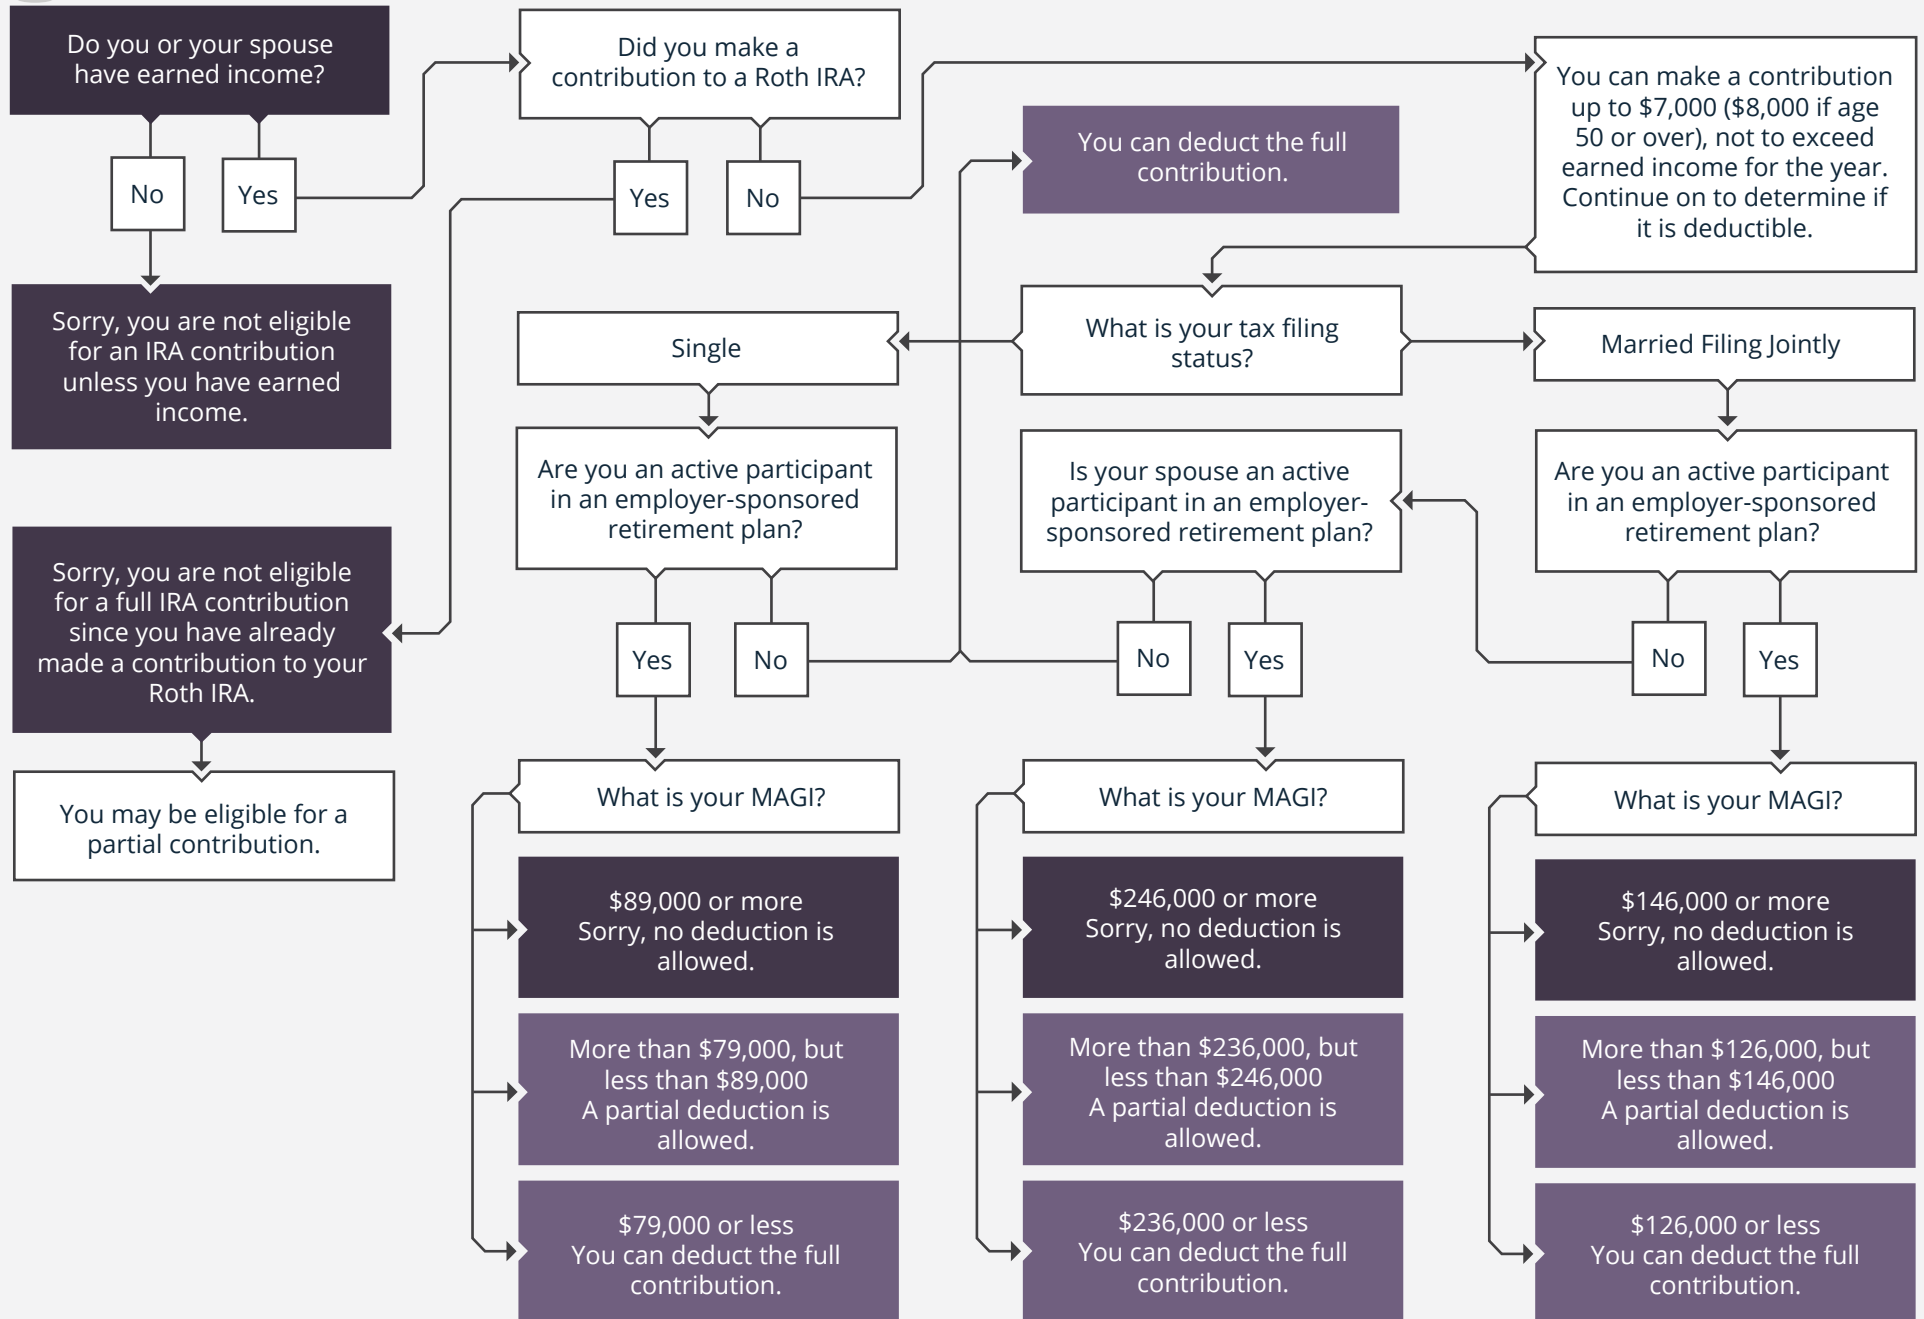 Do you or your spouse
have earned income?
No
Yes
Sorry, you are not eligible
for an IRA contribution
unless you have earned
income.
Did you make a
contribution to a Roth IRA?
Yes
No
Sorry, you are not eligible
for a full IRA contribution
since you have already
made a contribution to your
Roth IRA.
You may be eligible for a
partial contribution.
You can make a contribution
up to $7,000 ($8,000 if age
50 or over), not to exceed
earned income for the year.
Continue on to determine if
it is deductible.
You can deduct the full
contribution.
What is your tax filing
status?
Single
Married Filing Jointly
Are you an active participant
in an employer-sponsored
retirement plan?
Yes
No
Is your spouse an active
participant in an employer-
sponsored retirement plan?
No
Yes
Are you an active participant
in an employer-sponsored
retirement plan?
No
Yes
What is your MAGI?
$89,000 or more
Sorry, no deduction is
allowed.
More than $79,000, but
less than $89,000
A partial deduction is
allowed.
$79,000 or less
You can deduct the full
contribution.
What is your MAGI?
$246,000 or more
Sorry, no deduction is
allowed.
More than $236,000, but
less than $246,000
A partial deduction is
allowed.
$236,000 or less
You can deduct the full
contribution.
What is your MAGI?
$146,000 or more
Sorry, no deduction is
allowed.
More than $126,000, but
less than $146,000
A partial deduction is
allowed.
$126,000 or less
You can deduct the full
contribution.